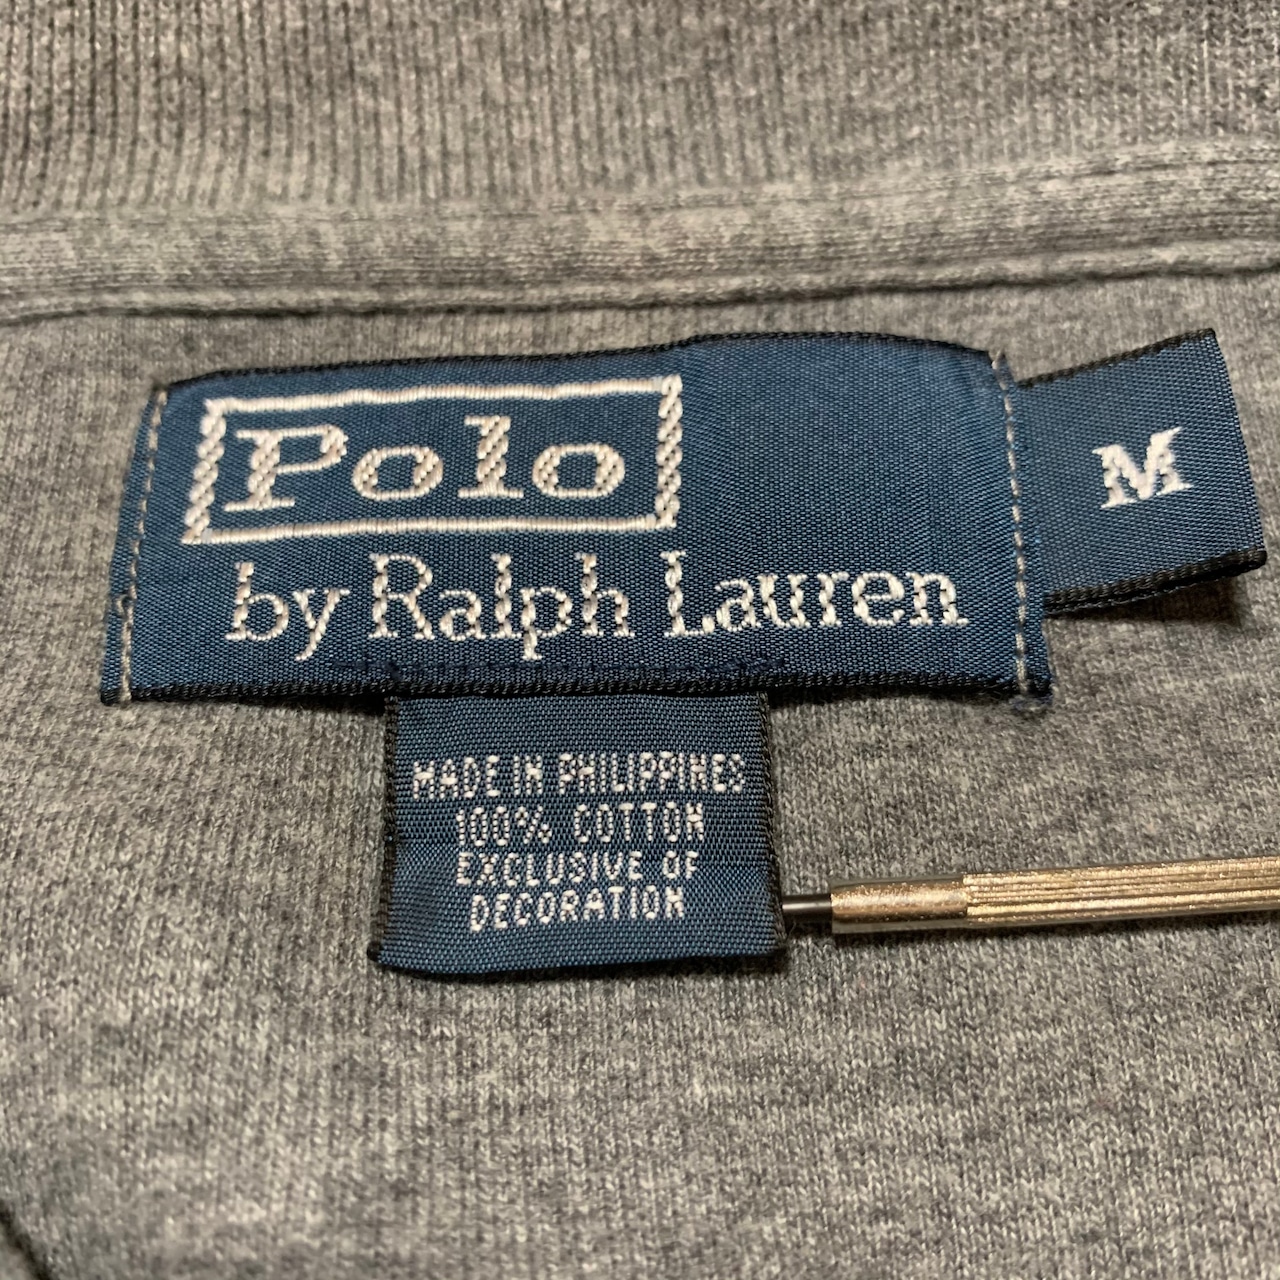 Polo
by Ralph Lauren
M
MADE IN PHILIPPINES
100% COTTON
EXCLUSIVE OF
DECORATION